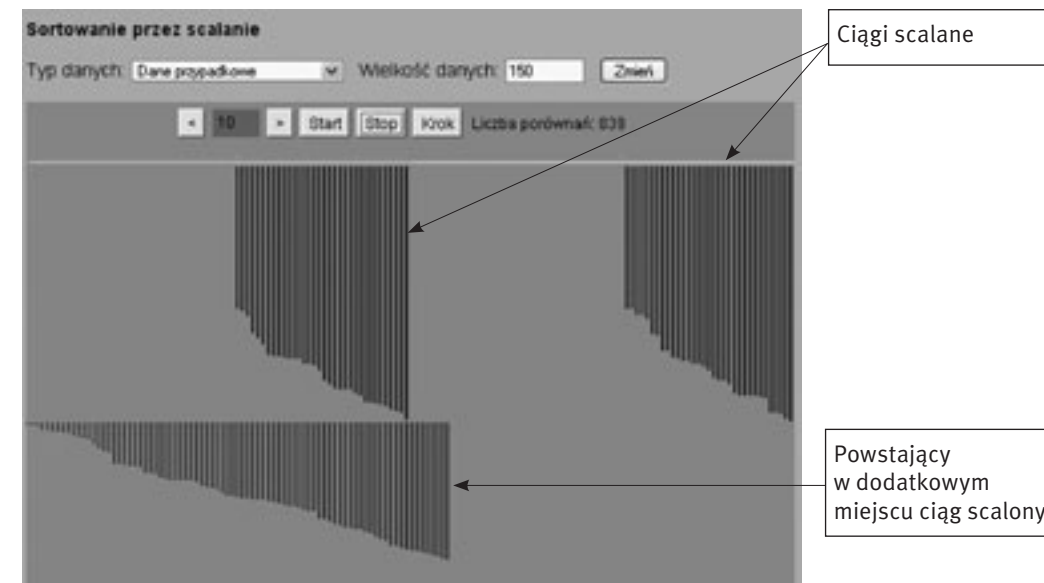 Sortowanie przez scalanie
Typ danych: Dane przypadkowe Wielkość danych: 150 Zmień
« 10 » Start Stop Krok Liczba porównań: 838
Ciągi scalane
Powstający
w dodatkowym
miejscu ciąg scalony